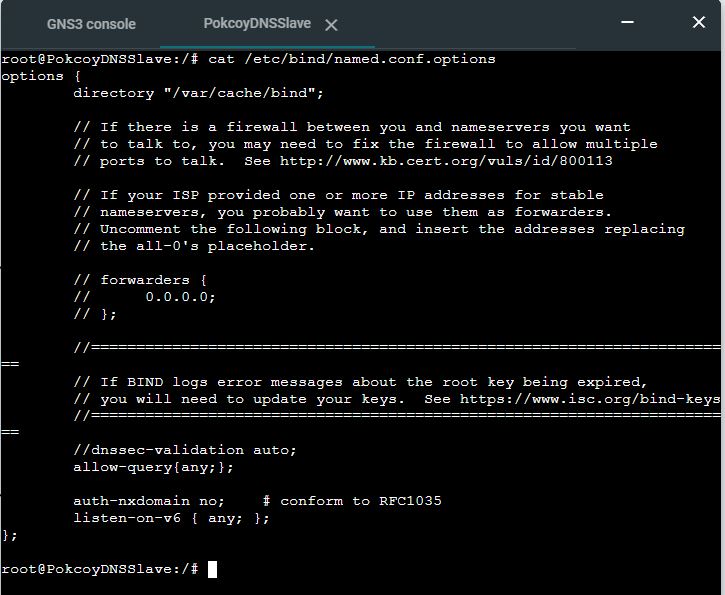 GNS3 console
PokcoyDNSSlave
root@PokcoyDNSSlave:/# cat /etc/bind/named.conf.options
options {
        directory "/var/cache/bind";

        // If there is a firewall between you and nameservers you want
        // to talk to, you may need to fix the firewall to allow multiple
        // ports to talk.  See http://www.kb.cert.org/vuls/id/800113

        // If your ISP provided one or more IP addresses for stable
        // nameservers, you probably want to use them as forwarders.
        // Uncomment the following block, and insert the addresses replacing
        // the all-0's placeholder.

        // forwarders {
        //      0.0.0.0;
        // };

        //======================================================================
==
        // If BIND logs error messages about the root key being expired,
        // you will need to update your keys.  See https://www.isc.org/bind-keys
        //======================================================================
==
        //dnssec-validation auto;
        allow-query{any;};

        auth-nxdomain no;    # conform to RFC1035
        listen-on-v6 { any; };
};

root@PokcoyDNSSlave:/#